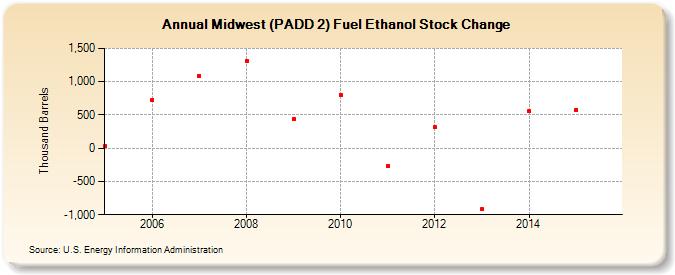 Annual Midwest (PADD 2) Fuel Ethanol Stock Change
Thousand Barrels
1,500
1,000
500
0
-500
-1,000
2006 2008 2010 2012 2014
Source: U.S. Energy Information Administration